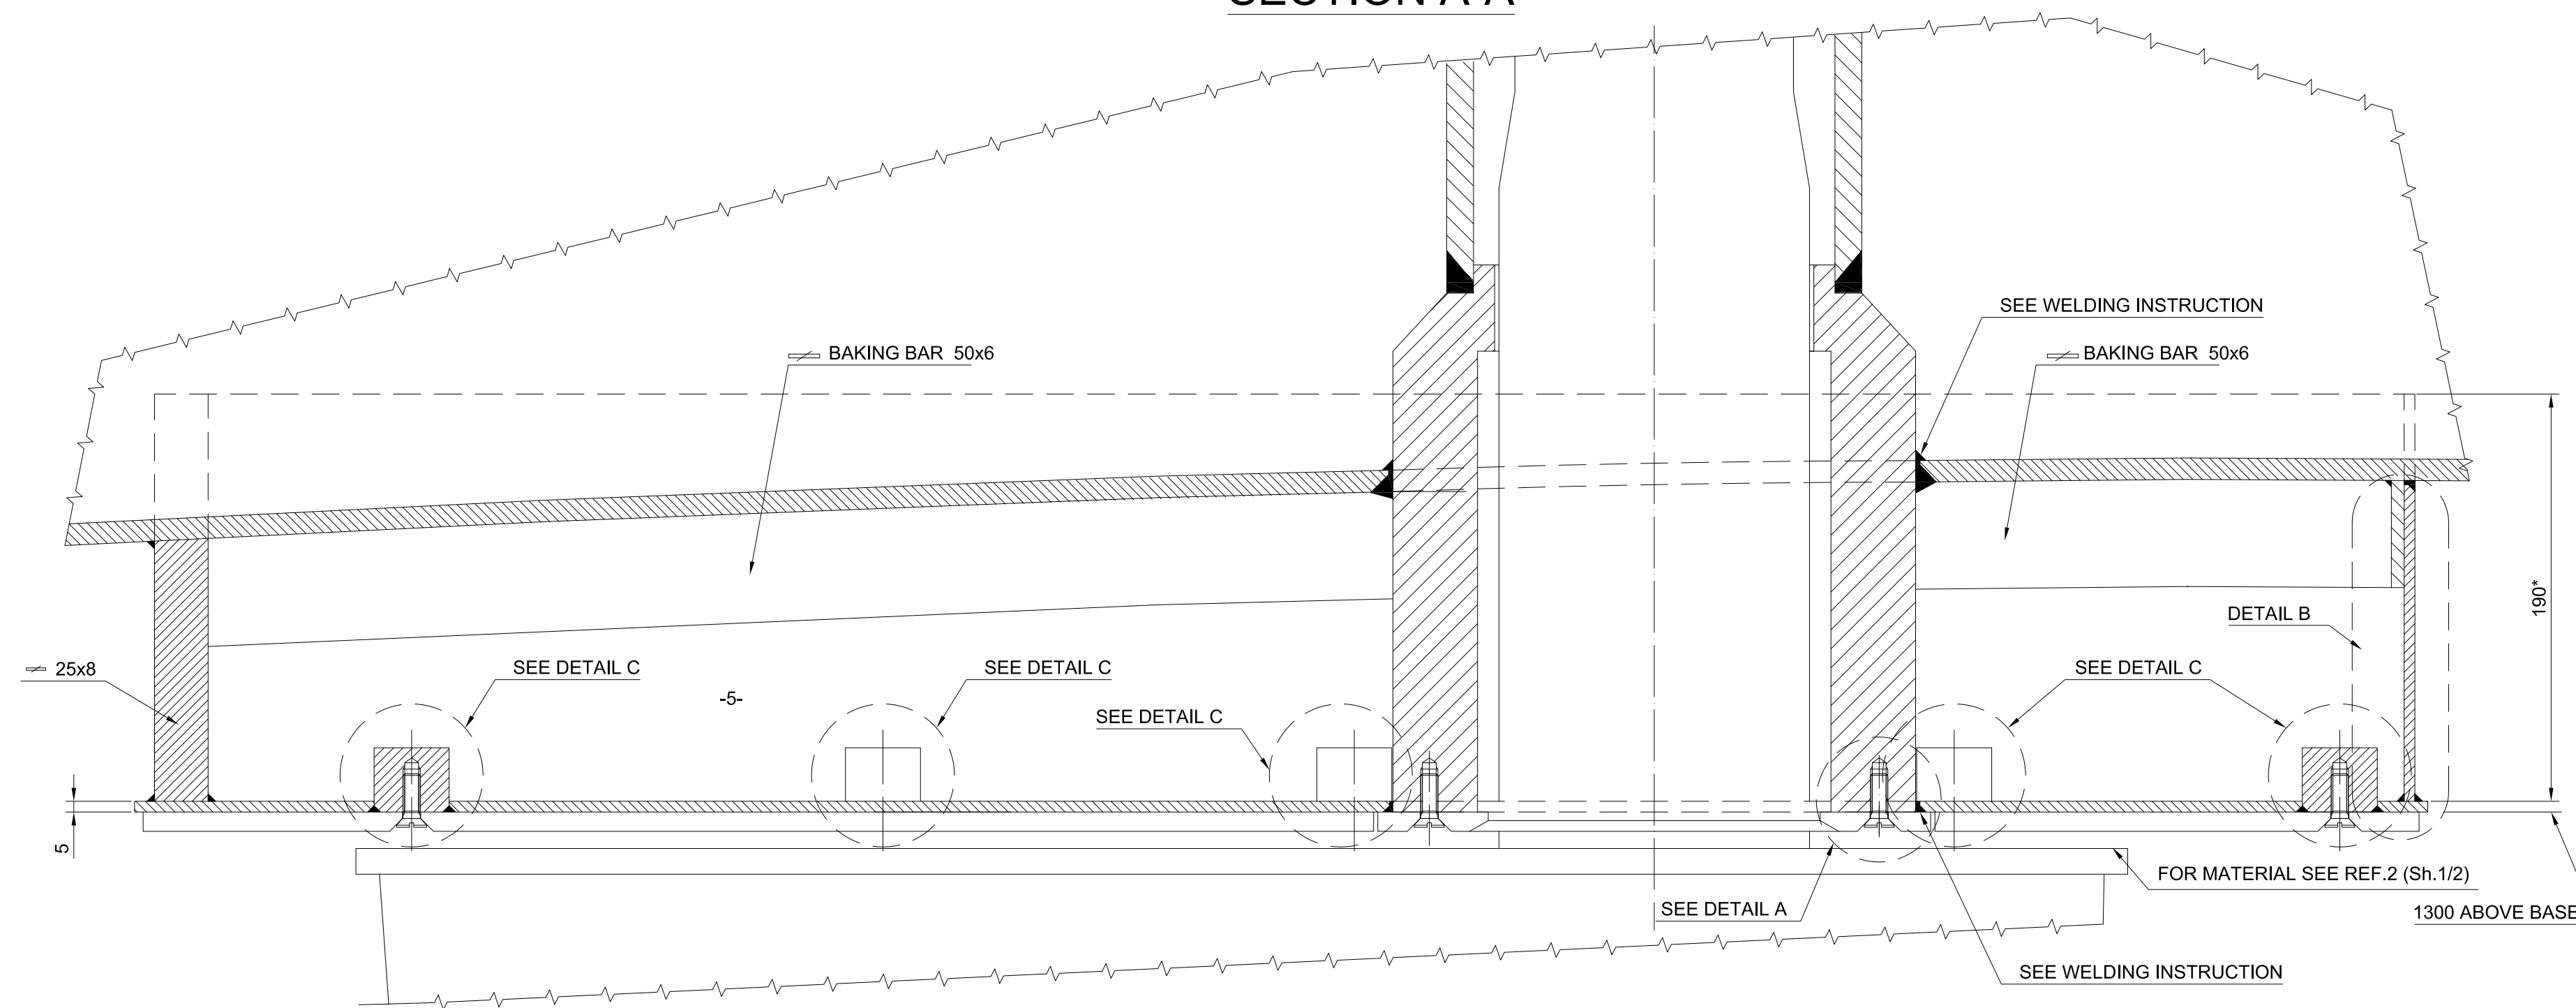 SECTION A-A
SEE WELDING INSTRUCTION
BAKING BAR 50x6
BAKING BAR 50x6
190*
DETAIL B
25x8
SEE DETAIL C
SEE DETAIL C
SEE DETAIL C
-5-
SEE DETAIL C
5
FOR MATERIAL SEE REF.2 (Sh.1/2)
SEE DETAIL A
1300 ABOVE BASE
SEE WELDING INSTRUCTION